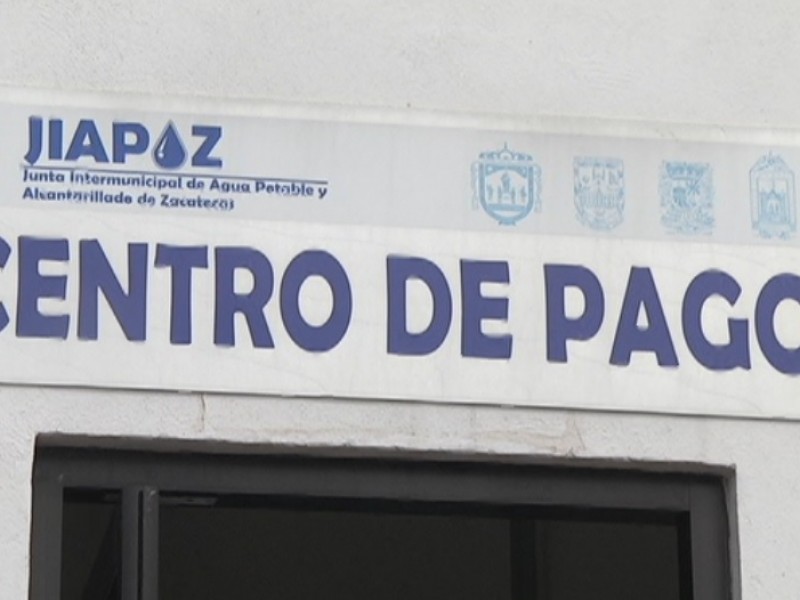 JIAPAZ
Junta Intermunicipal de Agua Potable y
Alcantarillado de Zacatecas
CENTRO DE PAGO